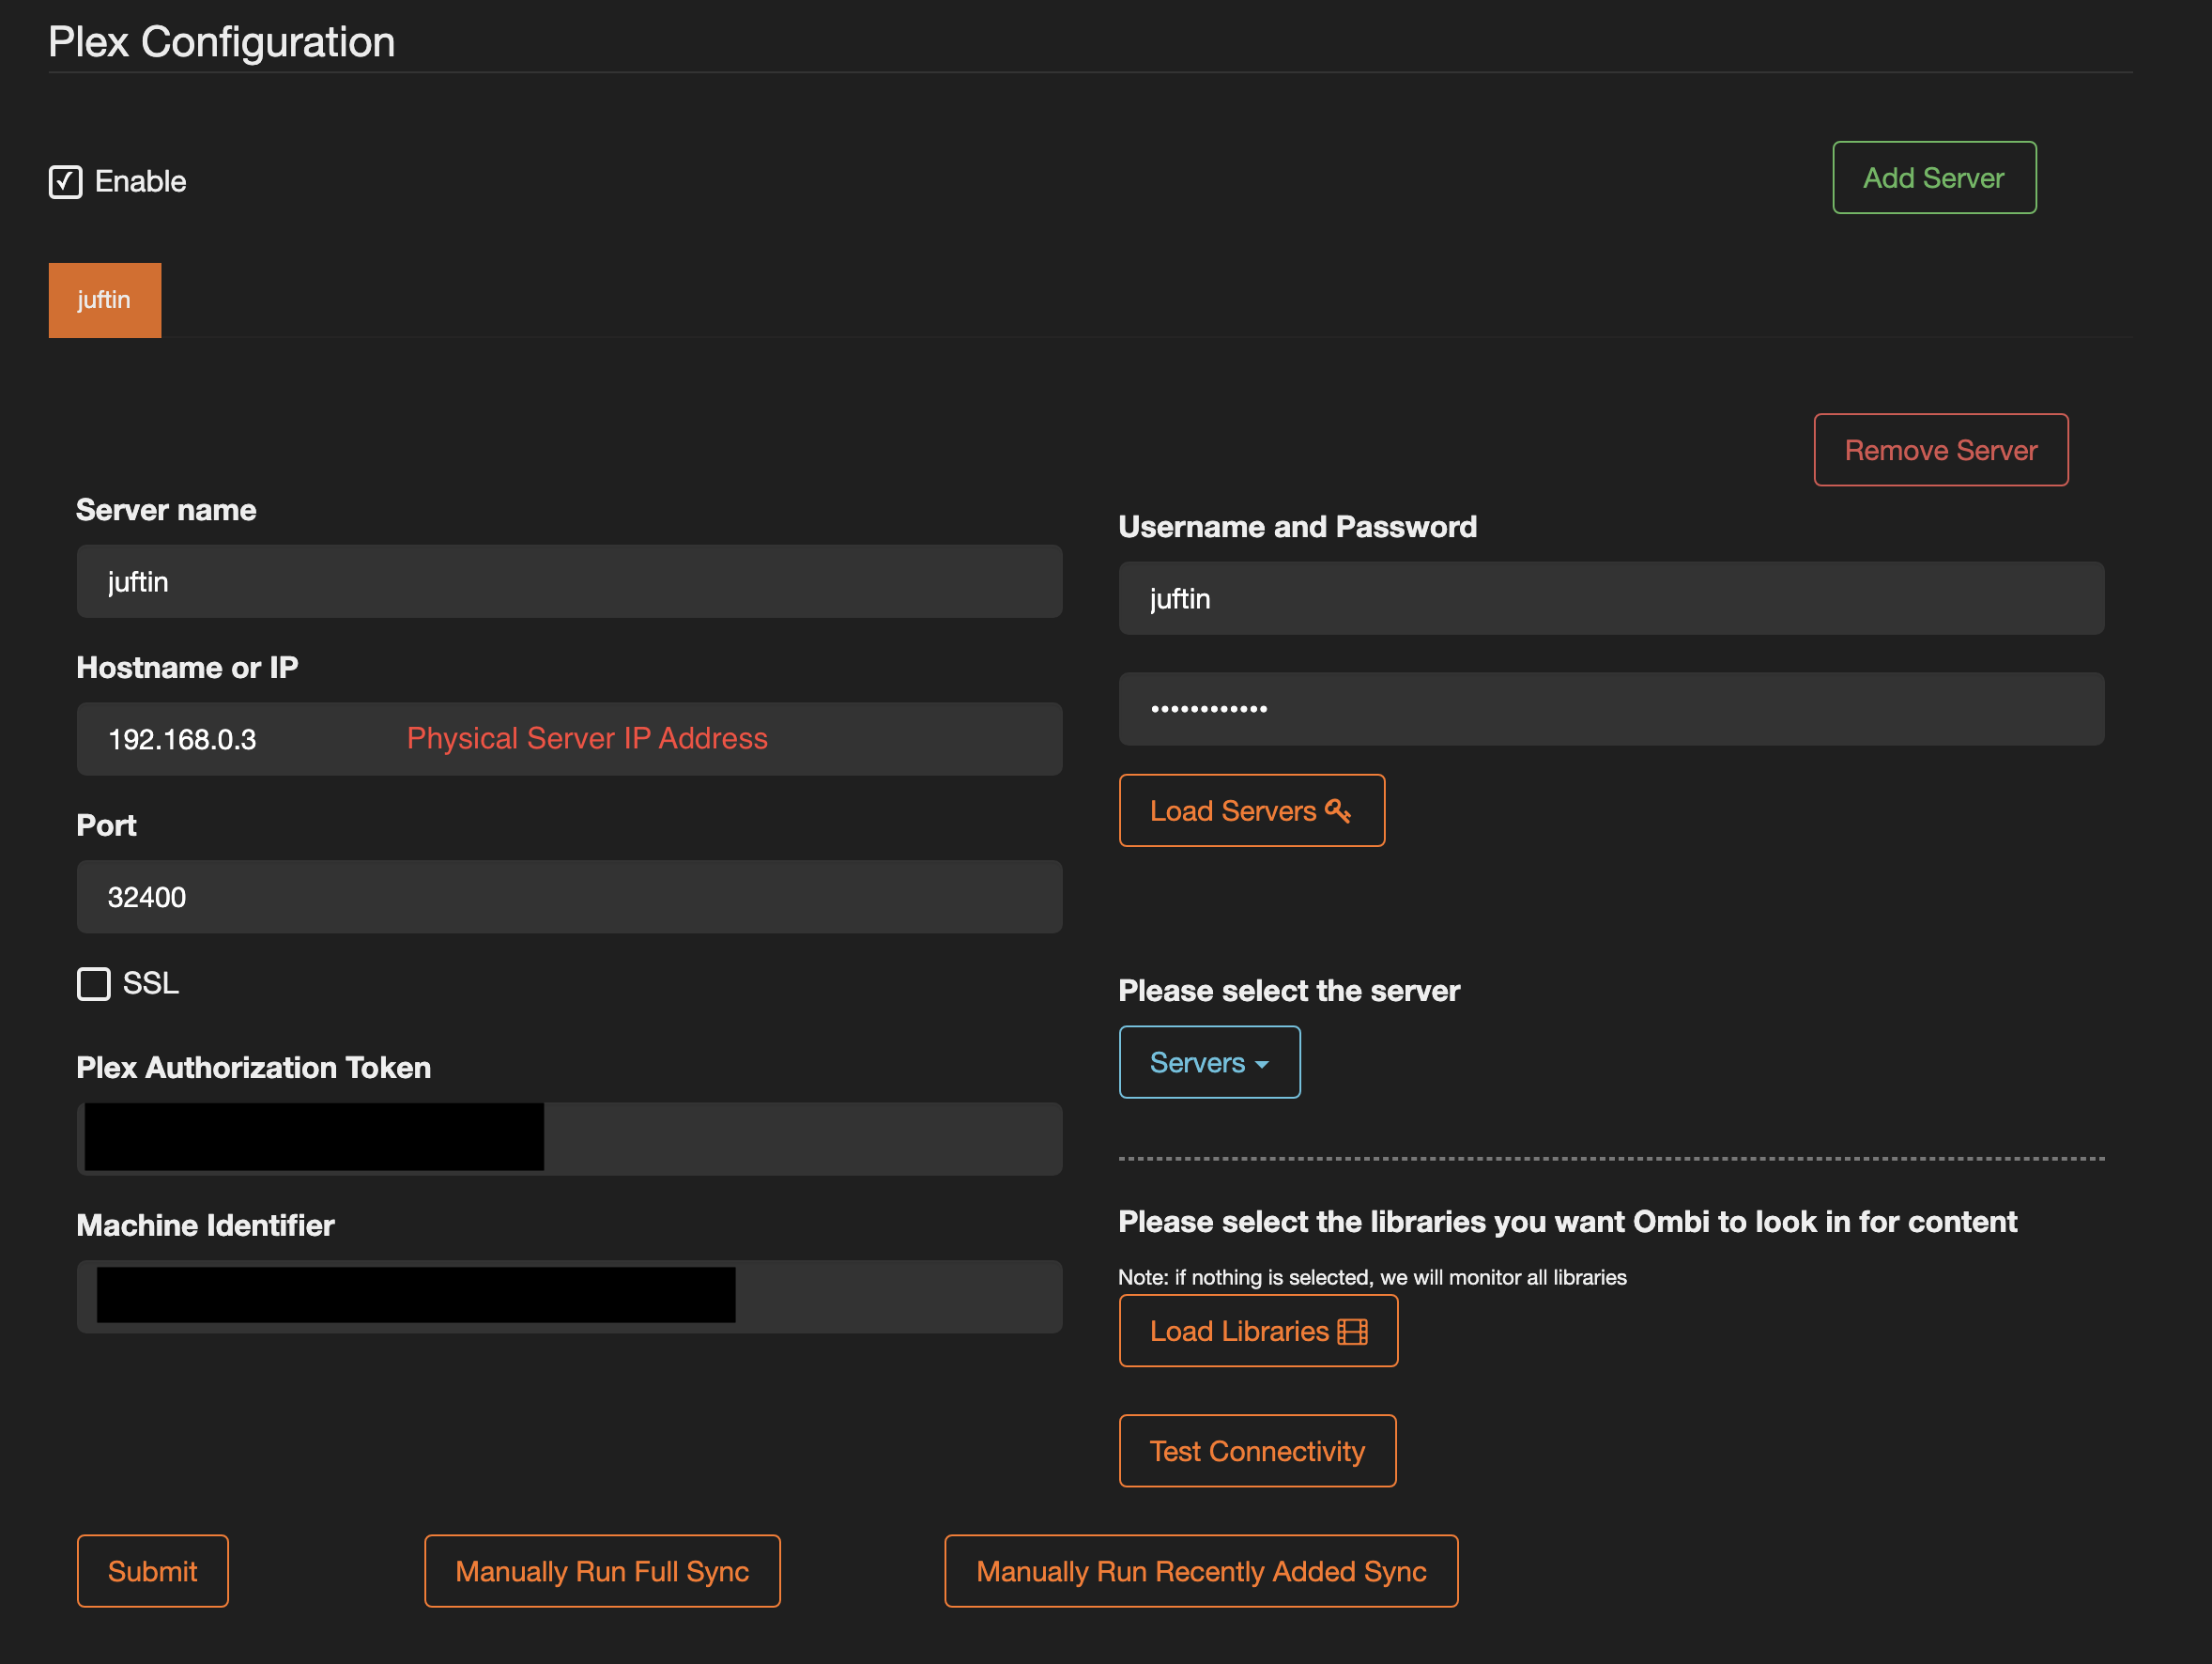 Plex Configuration
Enable
Add Server
juftin
Remove Server
Server name
juftin
Hostname or IP
192.168.0.3 Physical Server IP Address
Port
32400
SSL
Plex Authorization Token
Machine Identifier
Username and Password
juftin
••••••••••••
Load Servers
Please select the server
Servers
Please select the libraries you want Ombi to look in for content
Note: if nothing is selected, we will monitor all libraries
Load Libraries
Test Connectivity
Submit
Manually Run Full Sync
Manually Run Recently Added Sync